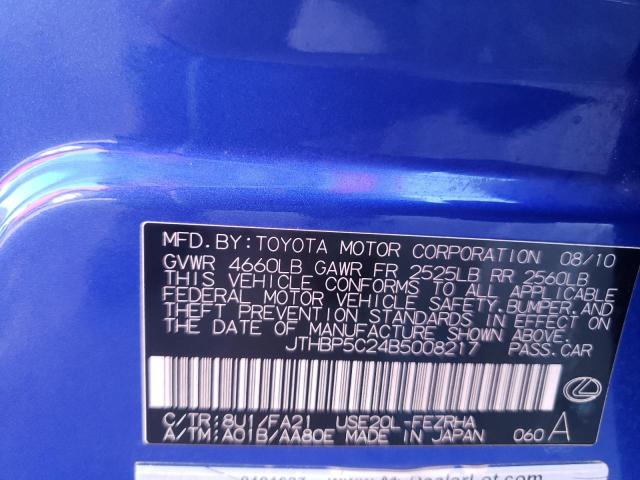 MFD. BY: TOYOTA MOTOR CORPORATION 08/10
GVWR 4660LB GAWR FR 2525LB RR 2560LB
THIS VEHICLE CONFORMS TO ALL APPLICABLE
FEDERAL MOTOR VEHICLE SAFETY, BUMPER, AND
THEFT PREVENTION STANDARDS IN EFFECT ON
THE DATE OF MANUFACTURE SHOWN ABOVE.
JTHBP5C24B5008217 PASS. CAR
C/TR: 8U1/FA21 USE20L-FEZRHA
A/TM: A01B/AA80E MADE IN JAPAN 060 A